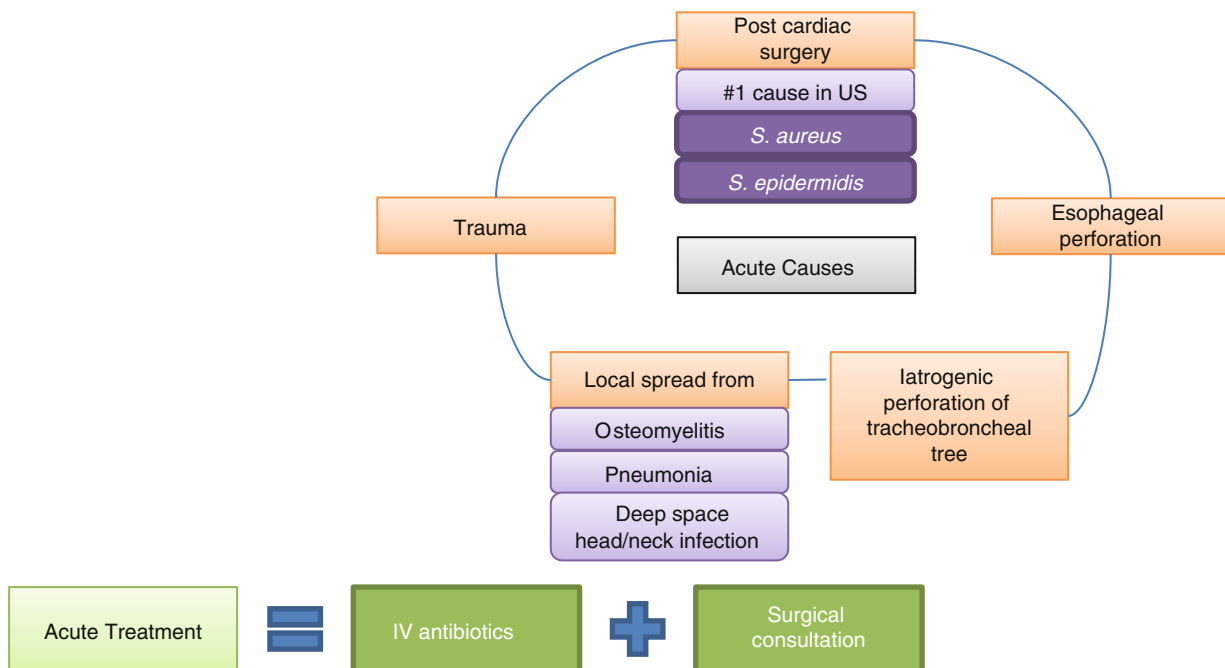 Post cardiac
surgery
#1 cause in US
S. aureus
S. epidermidis
Trauma
Esophageal
perforation
Acute Causes
Local spread from
Osteomyelitis
Pneumonia
Deep space
head/neck infection
Iatrogenic
perforation of
tracheobroncheal
tree
Acute Treatment
IV antibiotics
Surgical
consultation